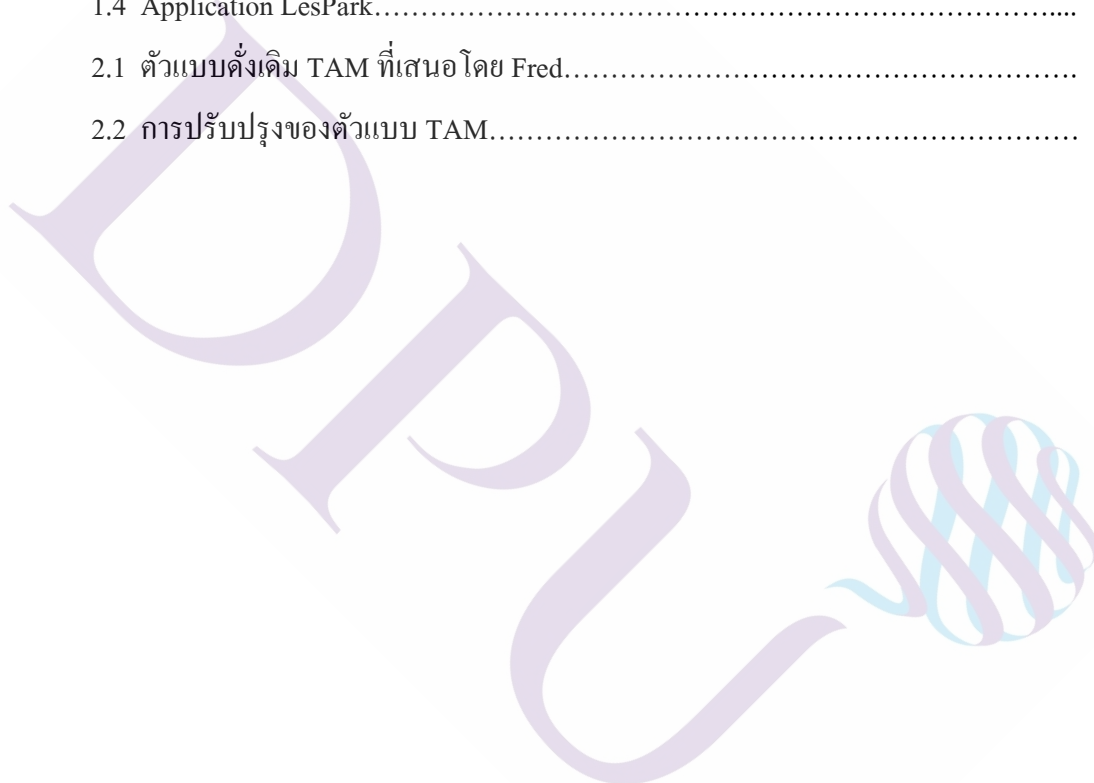 1.4 Application LesPark……………………………………………………………....
2.1 ตัวแบบดั่งเดิม TAM ที่เสนอโดย Fred………………………………………………….
2.2 การปรับปรุงของตัวแบบ TAM…………………………………………………………
DPU